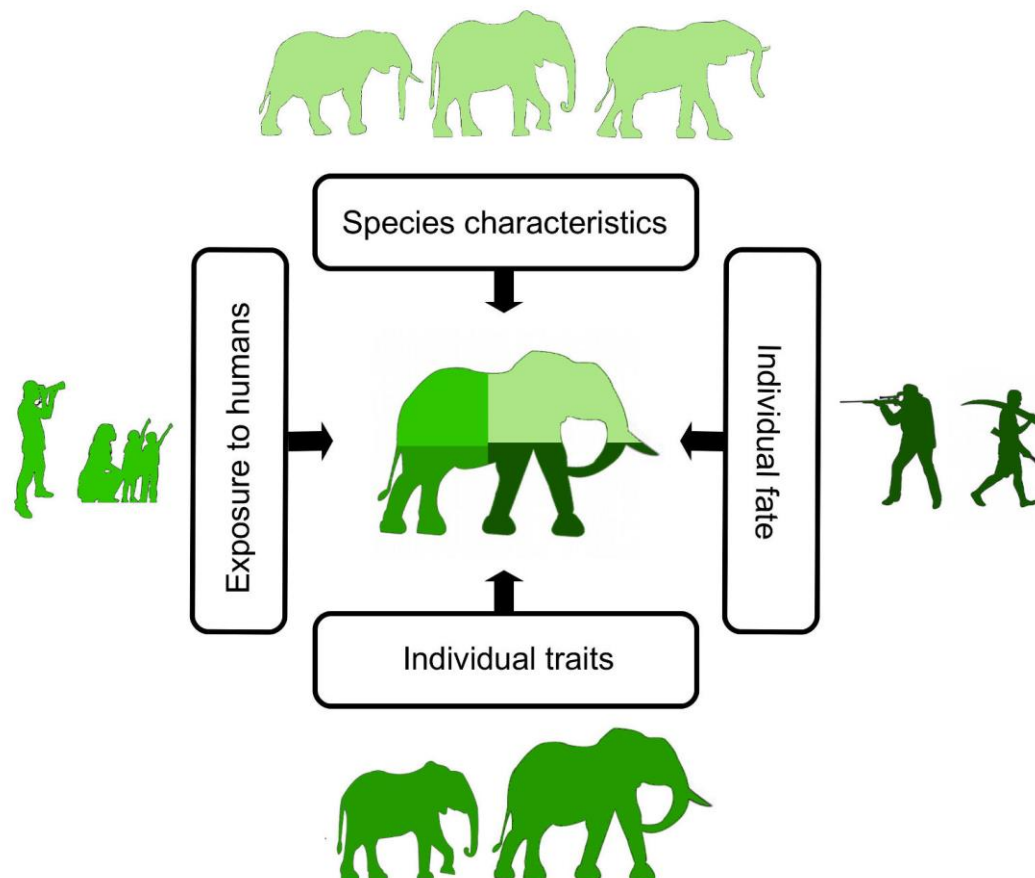 Species characteristics
Exposure to humans
Individual fate
Individual traits